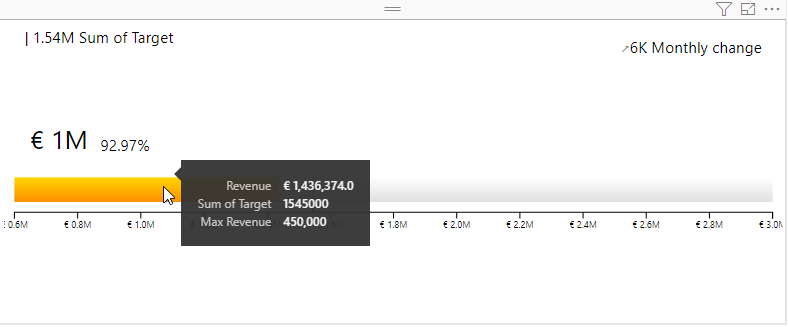 | 1.54M Sum of Target
6K Monthly change
€ 1M 92.97%
Revenue € 1,436,374.0
Sum of Target 1545000
Max Revenue 450,000
€ 0.6M € 0.8M € 1.0M € 1.8M € 2.0M € 2.2M € 2.4M € 2.6M € 2.8M € 3.0M